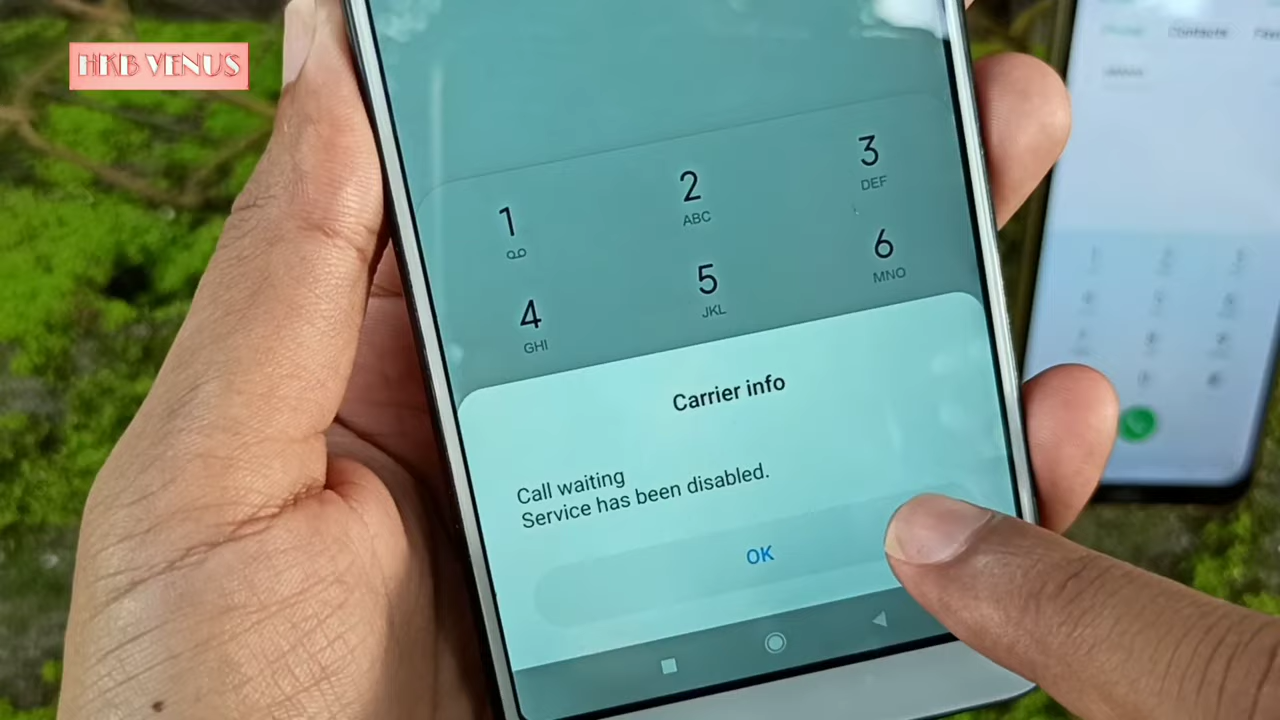 HKB VENUS
Contacts
1
2
ABC
3
DEF
4
GHI
5
JKL
6
MNO
Carrier info
Call waiting
Service has been disabled.
OK